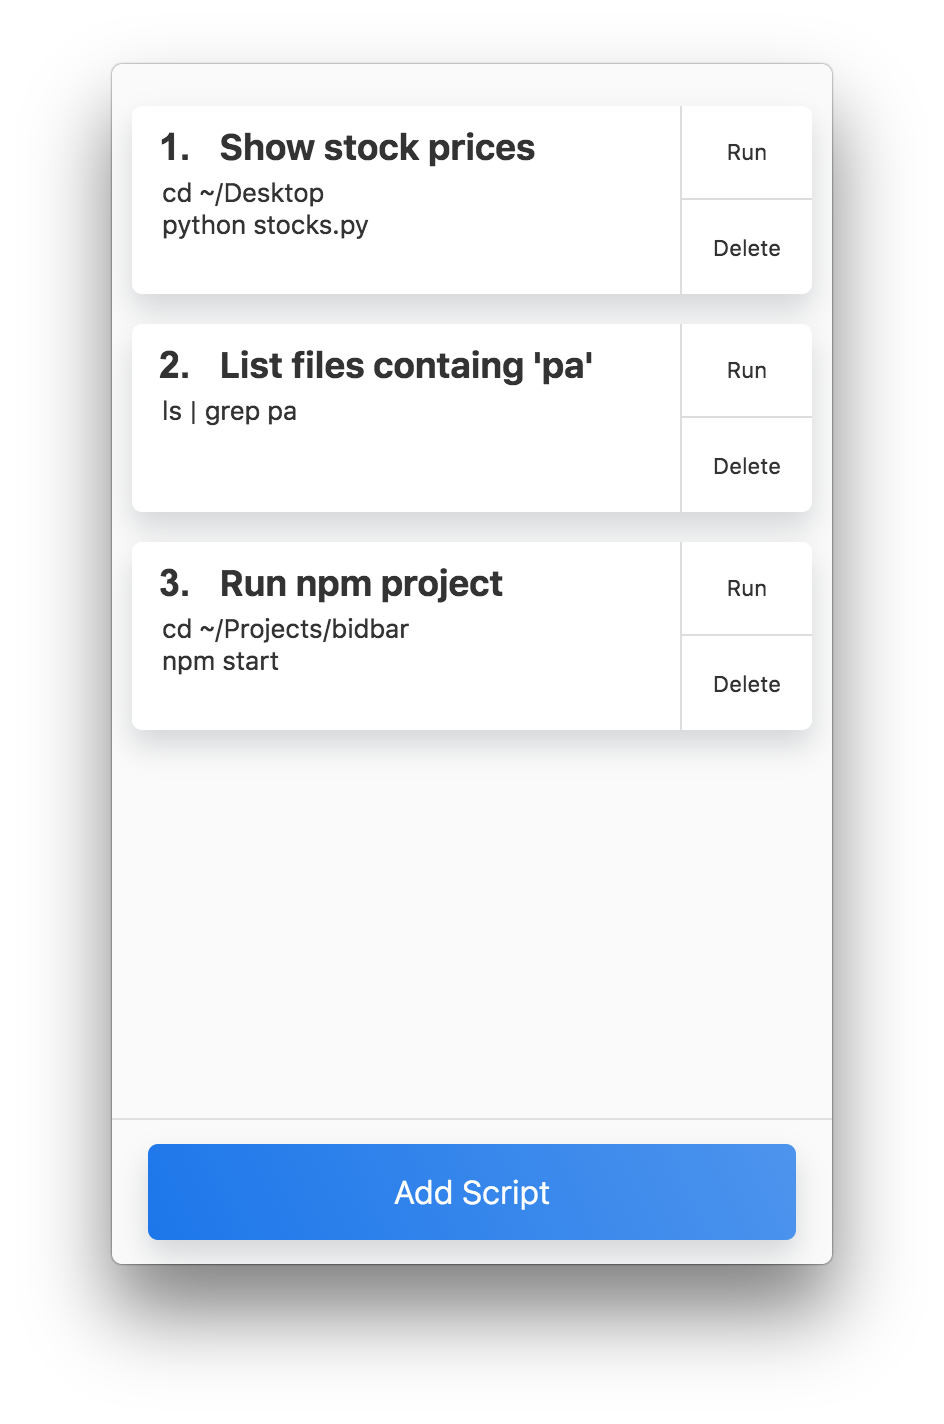 1. Show stock prices
cd ~/Desktop
python stocks.py
Run
Delete
2. List files containg 'pa'
ls | grep pa
Run
Delete
3. Run npm project
cd ~/Projects/bidbar
npm start
Run
Delete
Add Script